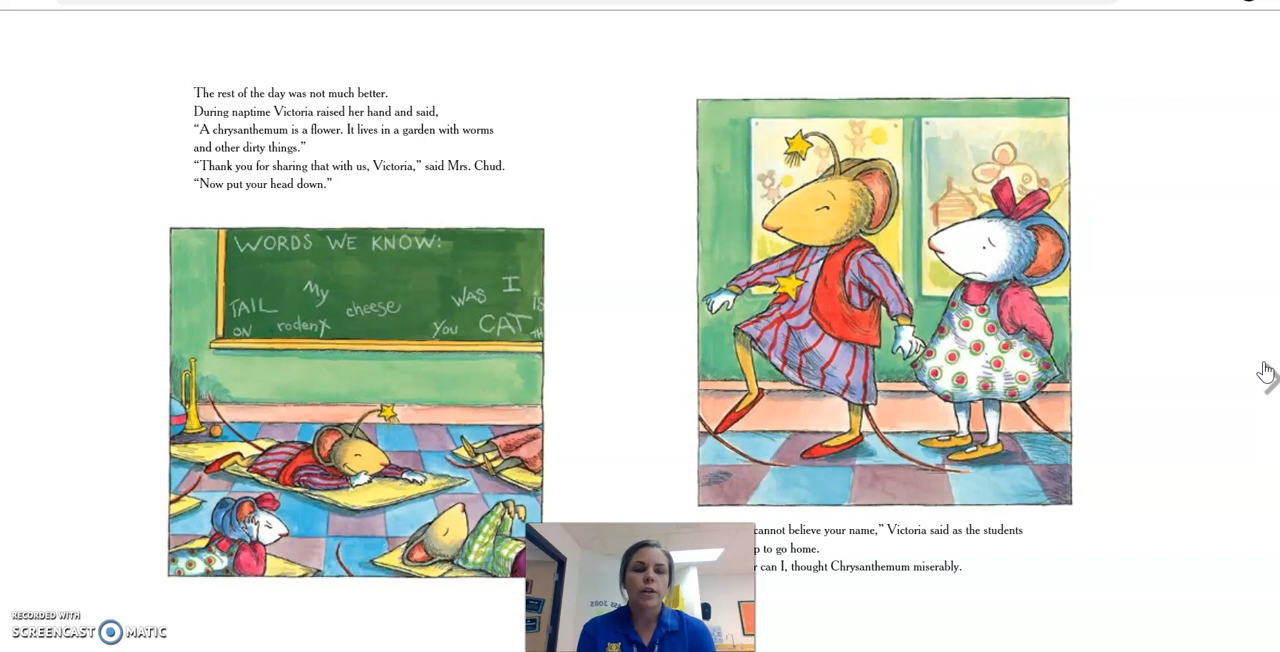 The rest of the day was not much better.
During naptime Victoria raised her hand and said,
“A chrysanthemum is a flower. It lives in a garden with worms
and other dirty things.”
“Thank you for sharing that with us, Victoria,” said Mrs. Chud.
“Now put your head down.”
WORDS WE KNOW:
My I
TAIL cheese WAS IS
ON rodent you CAT TH
cannot believe your name,” Victoria said as the students
p to go home.
r can I, thought Chrysanthemum miserably.
RECORDED WITH
SCREENCAST MATIC